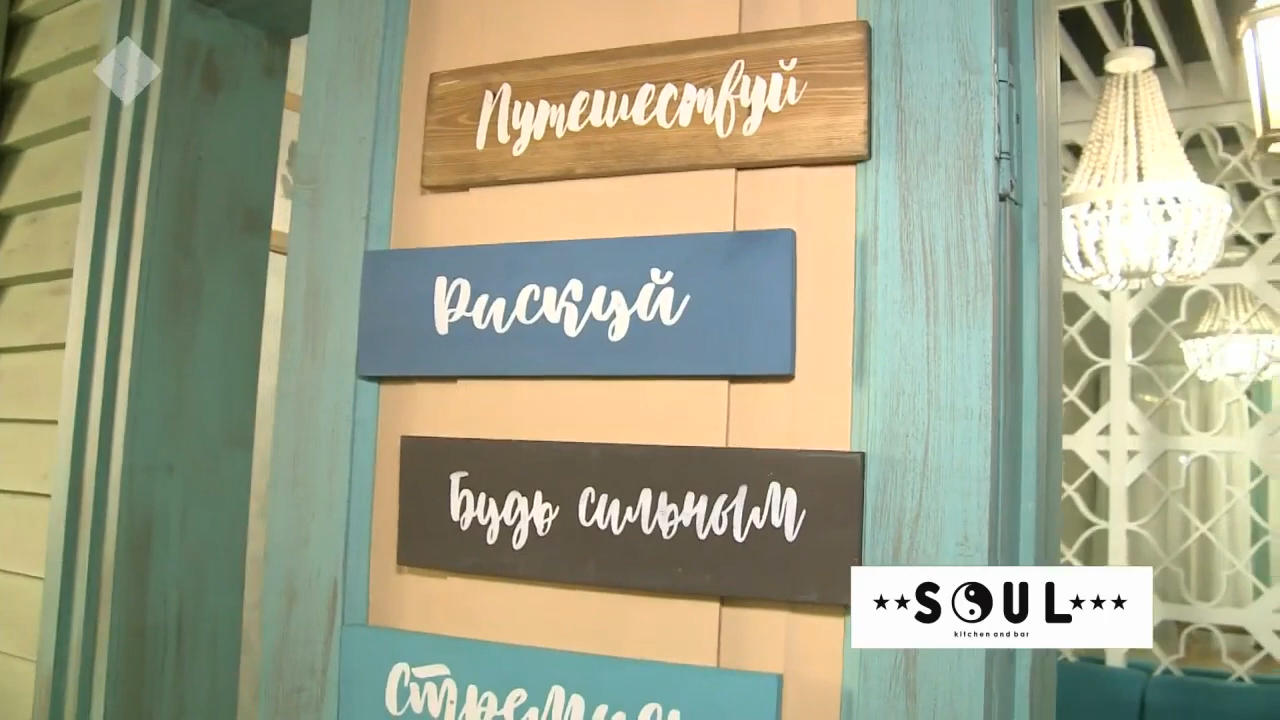 Путешествуй
Рискуй
Будь сильным
★★SOUL★★★
kitchen and bar